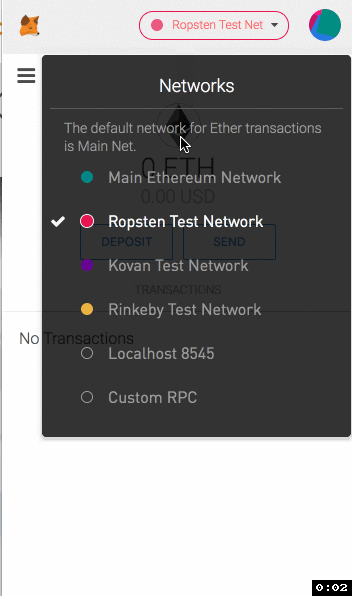 Ropsten Test Net
Networks
The default network for Ether transactions
is Main Net.
0 ETH
Main Ethereum Network
0.00 USD
Ropsten Test Network
DEPOSIT
SEND
Kovan Test Network
TRANSACTIONS
Rinkeby Test Network
No Transactions
Localhost 8545
Custom RPC
0:02